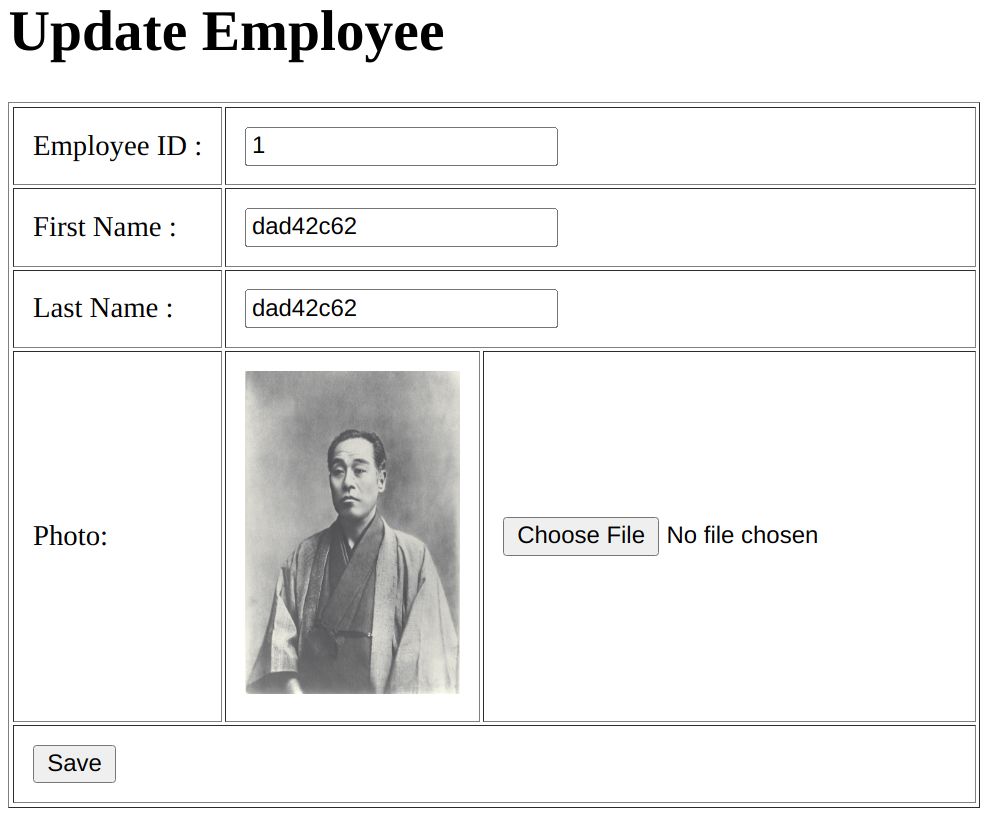 Update Employee
Employee ID : 1
First Name : dad42c62
Last Name : dad42c62
Photo: Choose File No file chosen
Save